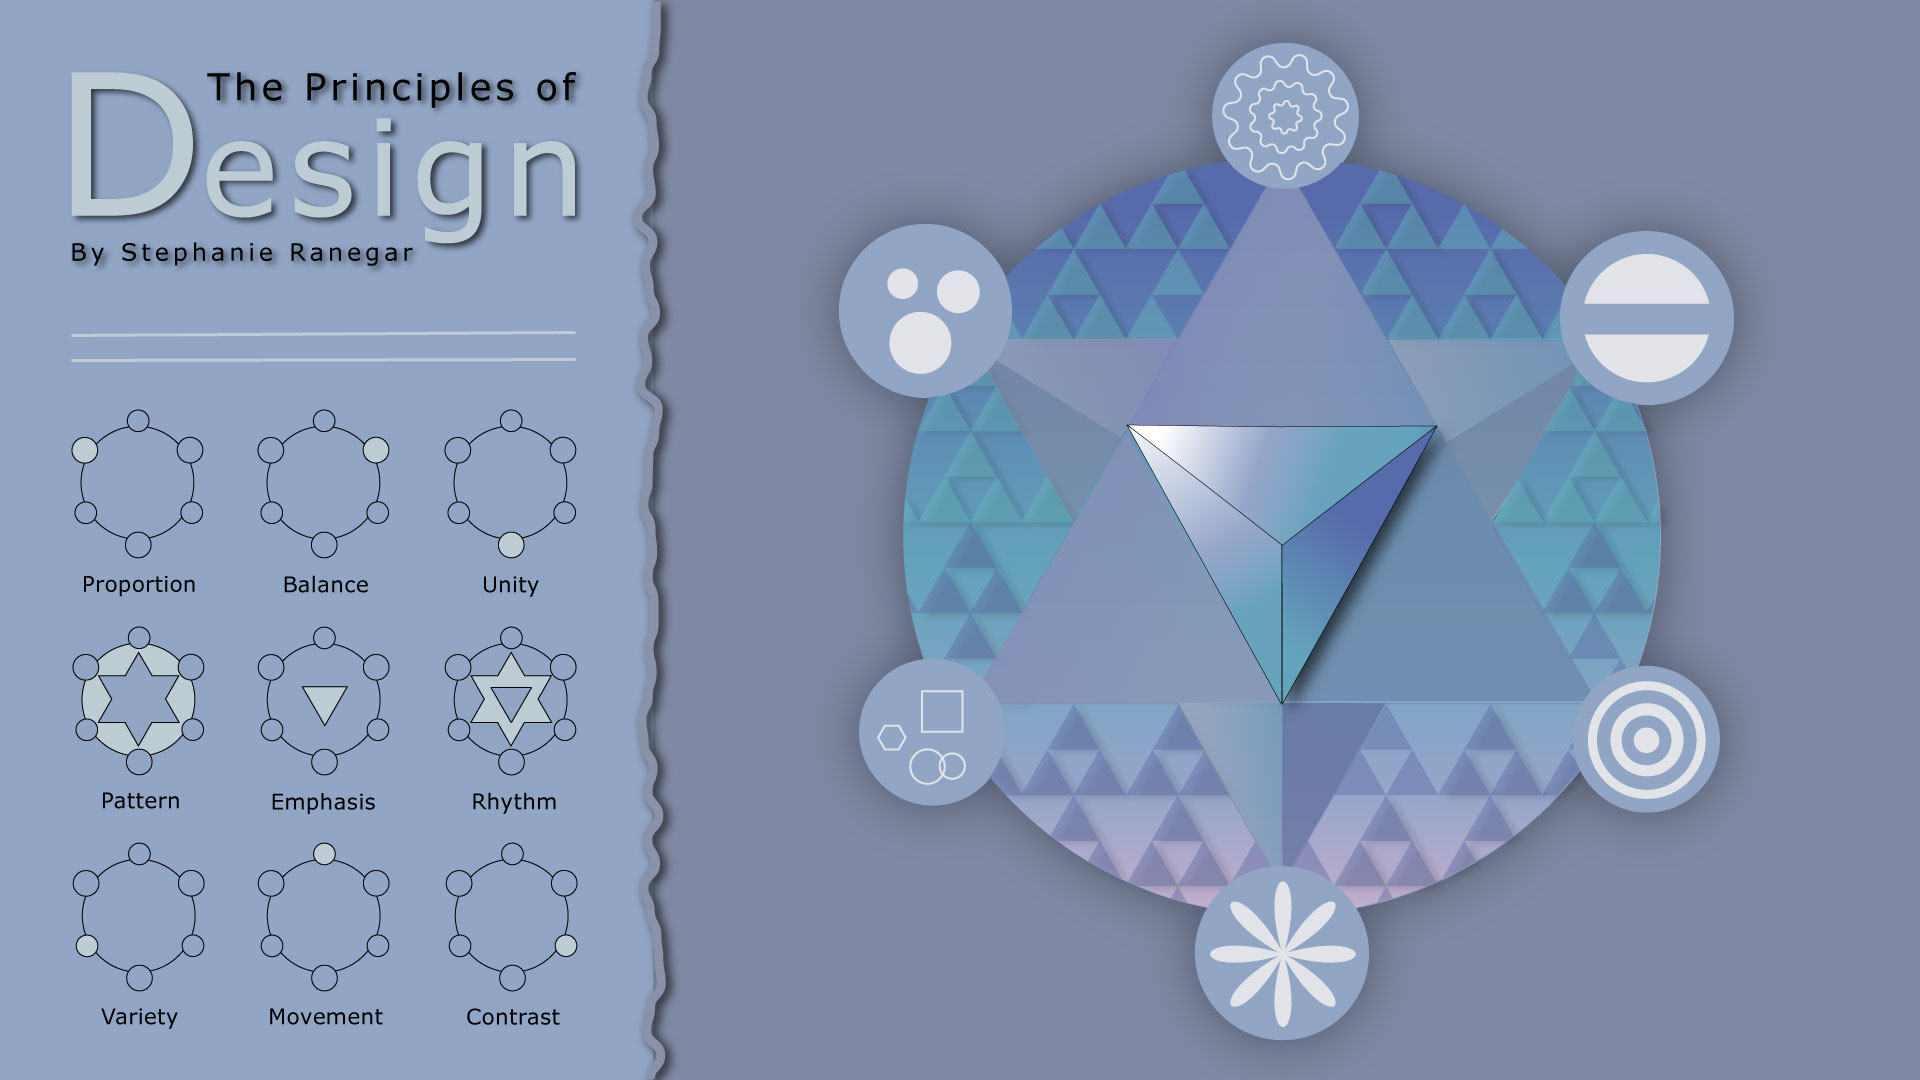 The Principles of
Design
By Stephanie Ranegar
Proportion
Balance
Unity
Pattern
Emphasis
Rhythm
Variety
Movement
Contrast